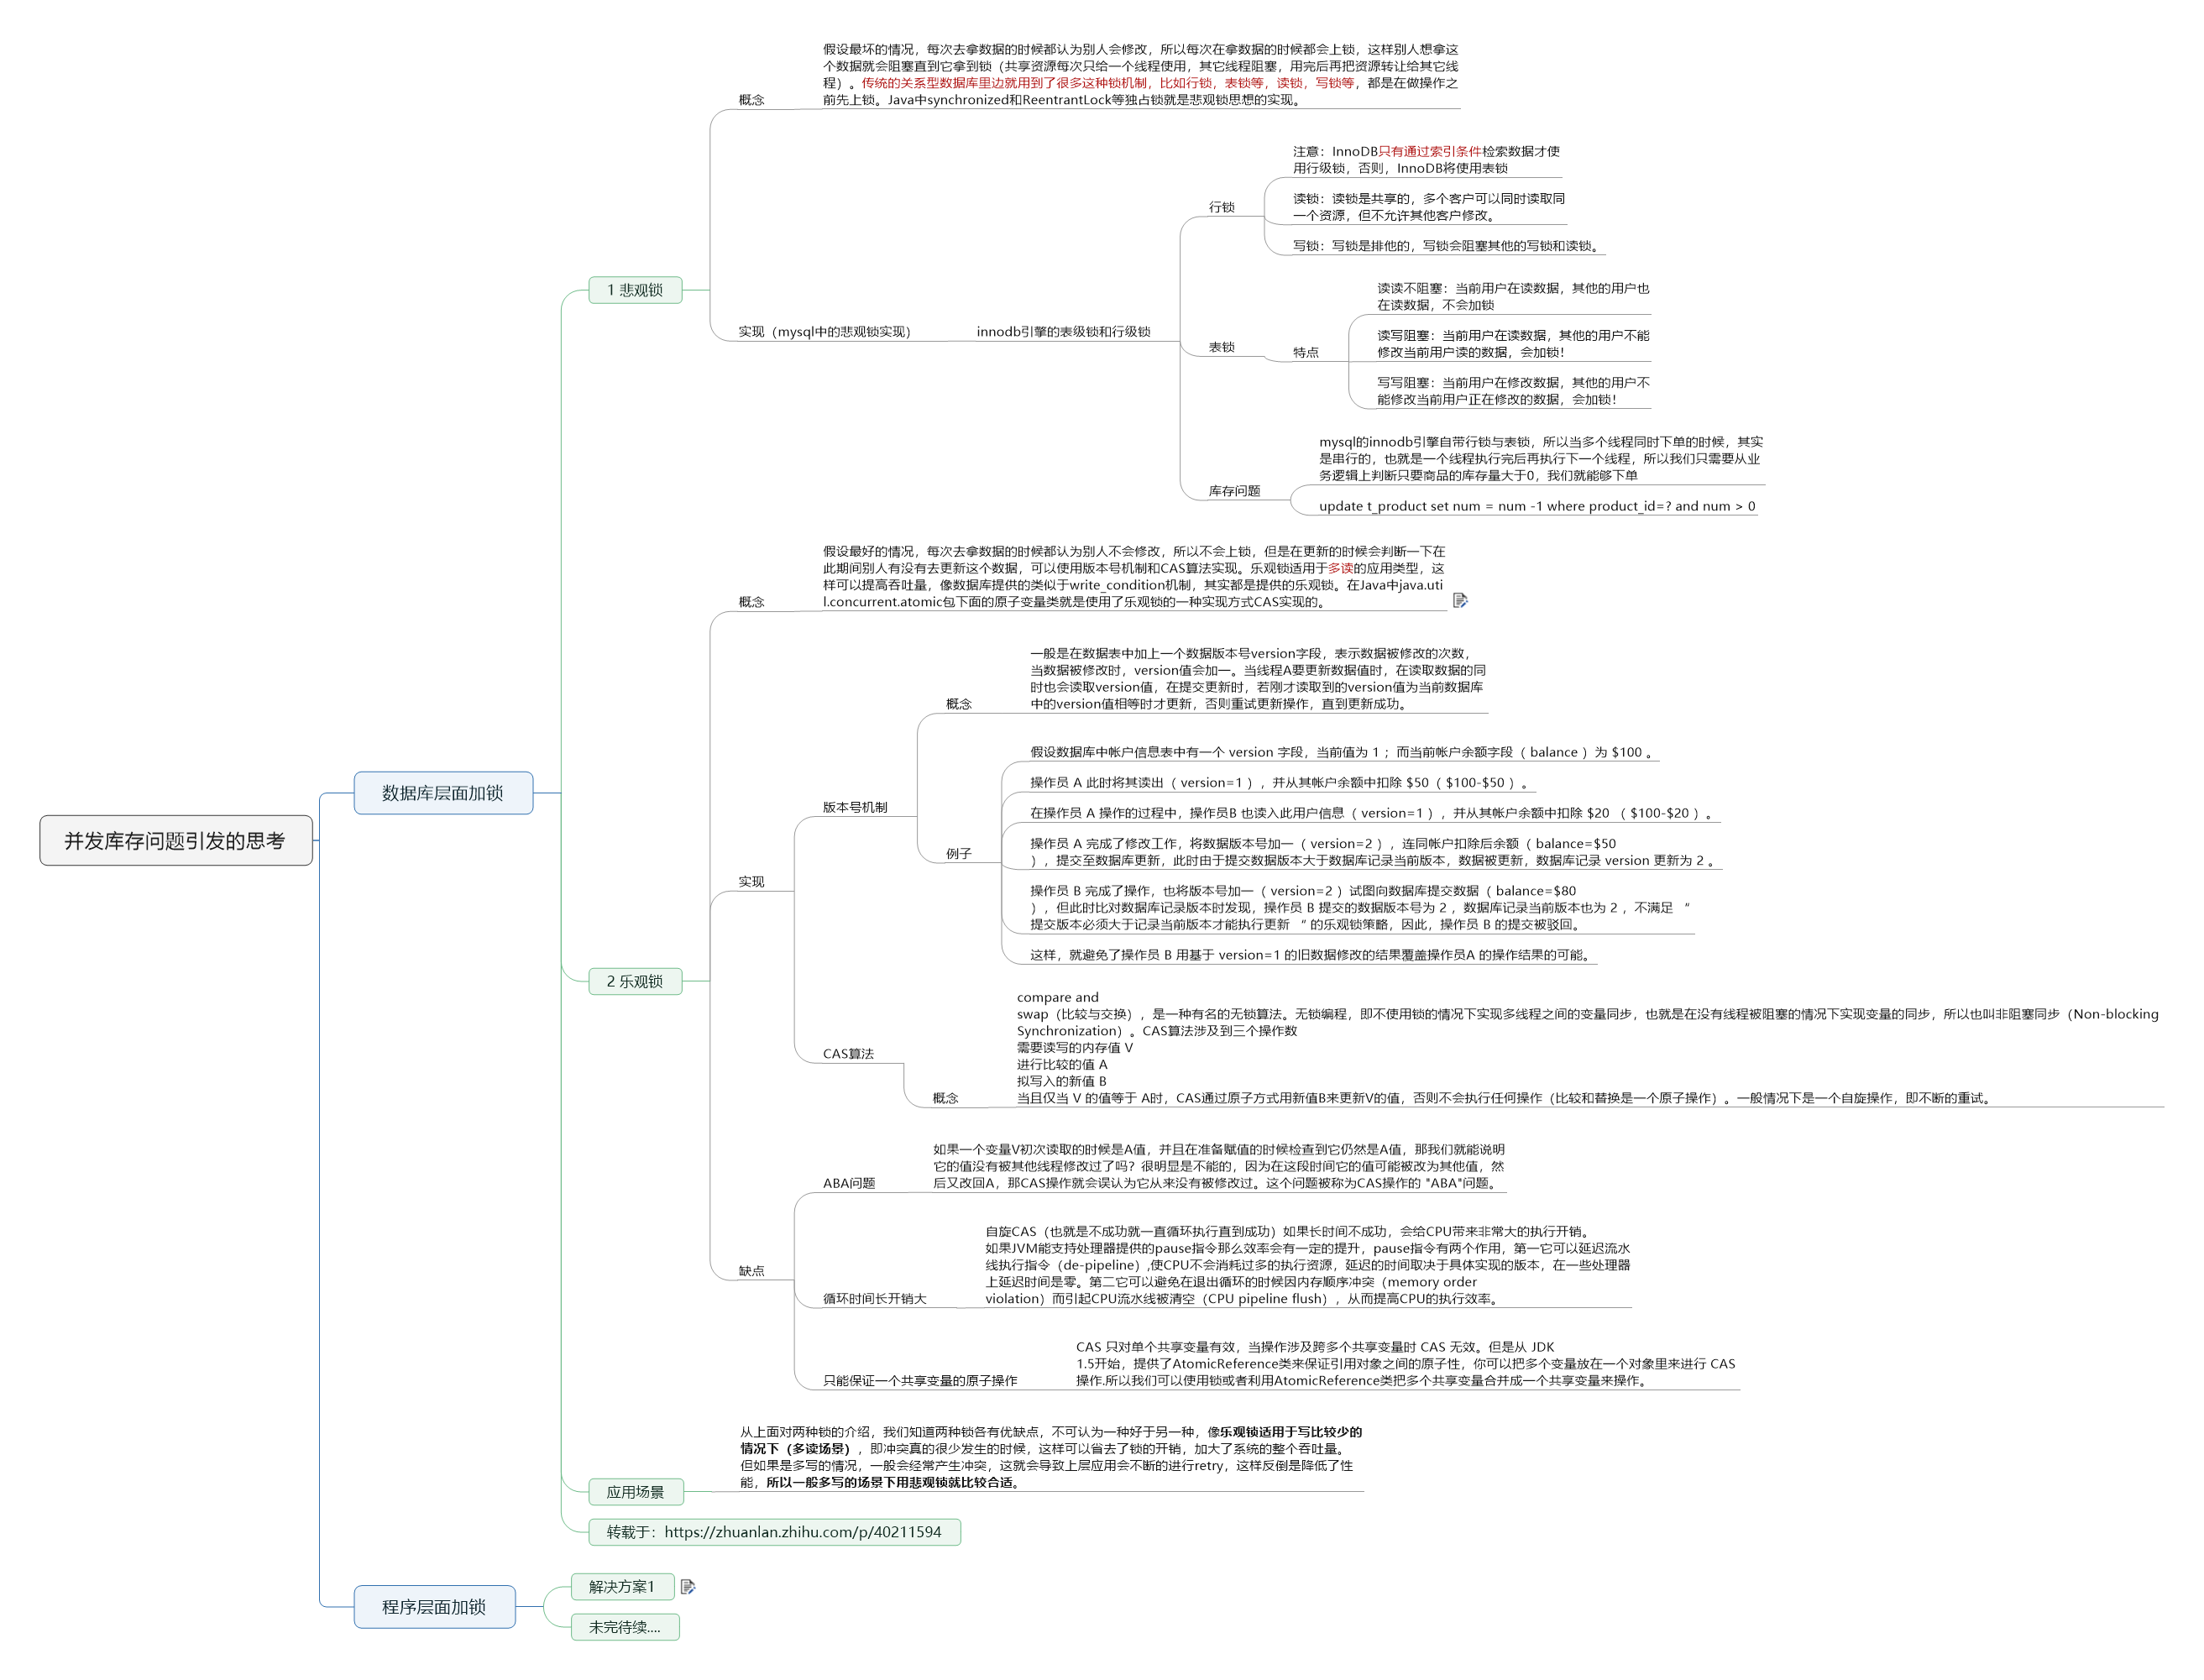 并发库存问题引发的思考
数据库层面加锁
1 悲观锁
概念
假设最坏的情况，每次去拿数据的时候都认为别人会修改，所以每次在拿数据的时候都会上锁，这样别人想拿这
个数据就会阻塞直到它拿到锁（共享资源每次只给一个线程使用，其它线程阻塞，用完后再把资源转让给其它线
程）。传统的关系型数据库里边就用到了很多这种锁机制，比如行锁，表锁等，读锁，写锁等，都是在做操作之
前先上锁。Java中synchronized和ReentrantLock等独占锁就是悲观锁思想的实现。
实现（mysql中的悲观锁实现）
innodb引擎的表级锁和行级锁
行锁
注意：InnoDB只有通过索引条件检索数据才使
用行级锁，否则，InnoDB将使用表锁
读锁：读锁是共享的，多个客户可以同时读取同
一个资源，但不允许其他客户修改。
写锁：写锁是排他的，写锁会阻塞其他的写锁和读锁。
表锁
特点
读读不阻塞：当前用户在读数据，其他的用户也
在读数据，不会加锁
读写阻塞：当前用户在读数据，其他的用户不能
修改当前用户读的数据，会加锁！
写写阻塞：当前用户在修改数据，其他的用户不
能修改当前用户正在修改的数据，会加锁！
库存问题
mysql的innodb引擎自带行锁与表锁，所以当多个线程同时下单的时候，其实
是串行的，也就是一个线程执行完后再执行下一个线程，所以我们只需要从业
务逻辑上判断只要商品的库存量大于0，我们就能够下单
update t_product set num = num -1 where product_id=? and num > 0
2 乐观锁
概念
假设最好的情况，每次去拿数据的时候都认为别人不会修改，所以不会上锁，但是在更新的时候会判断一下在
此期间别人有没有去更新这个数据，可以使用版本号机制和CAS算法实现。乐观锁适用于多读的应用类型，这
样可以提高吞吐量，像数据库提供的类似于write_condition机制，其实都是提供的乐观锁。在Java中java.uti
l.concurrent.atomic包下面的原子变量类就是使用了乐观锁的一种实现方式CAS实现的。
实现
版本号机制
概念
一般是在数据表中加上一个数据版本号version字段，表示数据被修改的次数，
当数据被修改时，version值会加一。当线程A要更新数据值时，在读取数据的同
时也会读取version值，在提交更新时，若刚才读取到的version值为当前数据库
中的version值相等时才更新，否则重试更新操作，直到更新成功。
例子
假设数据库中帐户信息表中有一个 version 字段，当前值为 1 ；而当前帐户余额字段（ balance ）为 $100 。
操作员 A 此时将其读出（ version=1 ），并从其帐户余额中扣除 $50（ $100-$50 ）。
在操作员 A 操作的过程中，操作员B 也读入此用户信息（ version=1 ），并从其帐户余额中扣除 $20 （ $100-$20 ）。
操作员 A 完成了修改工作，将数据版本号加一（ version=2 ），连同帐户扣除后余额（ balance=$50
），提交至数据库更新，此时由于提交数据版本大于数据库记录当前版本，数据被更新，数据库记录 version 更新为 2 。
操作员 B 完成了操作，也将版本号加一（ version=2 ）试图向数据库提交数据（ balance=$80
），但此时比对数据库记录版本时发现，操作员 B 提交的数据版本号为 2 ，数据库记录当前版本也为 2 ，不满足 “
提交版本必须大于记录当前版本才能执行更新 “ 的乐观锁策略，因此，操作员 B 的提交被驳回。
这样，就避免了操作员 B 用基于 version=1 的旧数据修改的结果覆盖操作员A 的操作结果的可能。
CAS算法
概念
compare and
swap（比较与交换），是一种有名的无锁算法。无锁编程，即不使用锁的情况下实现多线程之间的变量同步，也就是在没有线程被阻塞的情况下实现变量的同步，所以也叫非阻塞同步（Non-blocking
Synchronization）。CAS算法涉及到三个操作数
需要读写的内存值 V
进行比较的值 A
拟写入的新值 B
当且仅当 V 的值等于 A时，CAS通过原子方式用新值B来更新V的值，否则不会执行任何操作（比较和替换是一个原子操作）。一般情况下是一个自旋操作，即不断的重试。
缺点
ABA问题
如果一个变量V初次读取的时候是A值，并且在准备赋值的时候检查到它仍然是A值，那我们就能说明
它的值没有被其他线程修改过了吗？很明显是不能的，因为在这段时间它的值可能被改为其他值，然
后又改回A，那CAS操作就会误认为它从来没有被修改过。这个问题被称为CAS操作的 "ABA"问题。
循环时间长开销大
自旋CAS（也就是不成功就一直循环执行直到成功）如果长时间不成功，会给CPU带来非常大的执行开销。
如果JVM能支持处理器提供的pause指令那么效率会有一定的提升，pause指令有两个作用，第一它可以延迟流水
线执行指令（de-pipeline）,使CPU不会消耗过多的执行资源，延迟的时间取决于具体实现的版本，在一些处理器
上延迟时间是零。第二它可以避免在退出循环的时候因内存顺序冲突（memory order
violation）而引起CPU流水线被清空（CPU pipeline flush），从而提高CPU的执行效率。
只能保证一个共享变量的原子操作
CAS 只对单个共享变量有效，当操作涉及跨多个共享变量时 CAS 无效。但是从 JDK
1.5开始，提供了AtomicReference类来保证引用对象之间的原子性，你可以把多个变量放在一个对象里来进行 CAS
操作.所以我们可以使用锁或者利用AtomicReference类把多个共享变量合并成一个共享变量来操作。
应用场景
从上面对两种锁的介绍，我们知道两种锁各有优缺点，不可认为一种好于另一种，像乐观锁适用于写比较少的
情况下（多读场景），即冲突真的很少发生的时候，这样可以省去了锁的开销，加大了系统的整个吞吐量。
但如果是多写的情况，一般会经常产生冲突，这就会导致上层应用会不断的进行retry，这样反倒是降低了性
能，所以一般多写的场景下用悲观锁就比较合适。
转载于：https://zhuanlan.zhihu.com/p/40211594
程序层面加锁
解决方案1
未完待续....